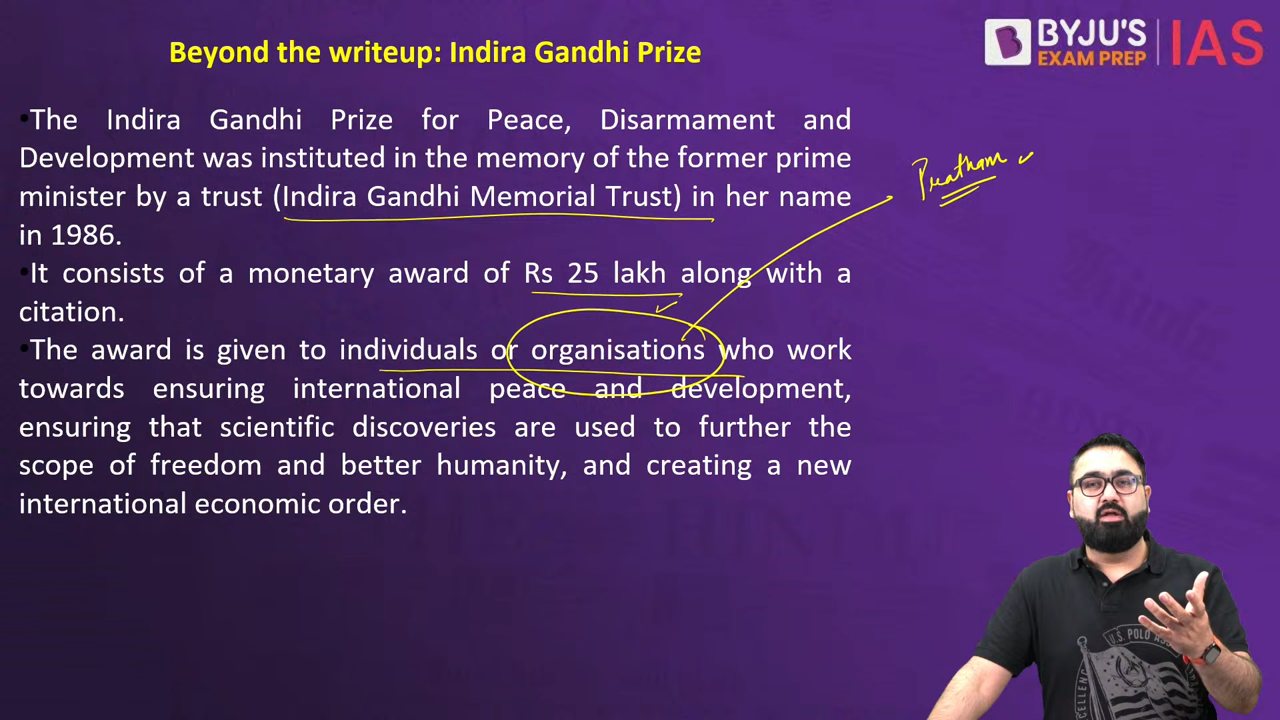 Beyond the writeup: Indira Gandhi Prize
BYJU'S
EXAM PREP
IAS
•The Indira Gandhi Prize for Peace, Disarmament and
Development was instituted in the memory of the former prime
minister by a trust (Indira Gandhi Memorial Trust) in her name
in 1986.
•It consists of a monetary award of Rs 25 lakh along with a
citation.
•The award is given to individuals or organisations who work
towards ensuring international peace and development,
ensuring that scientific discoveries are used to further the
scope of freedom and better humanity, and creating a new
international economic order.
Pratham
U.S. POLO